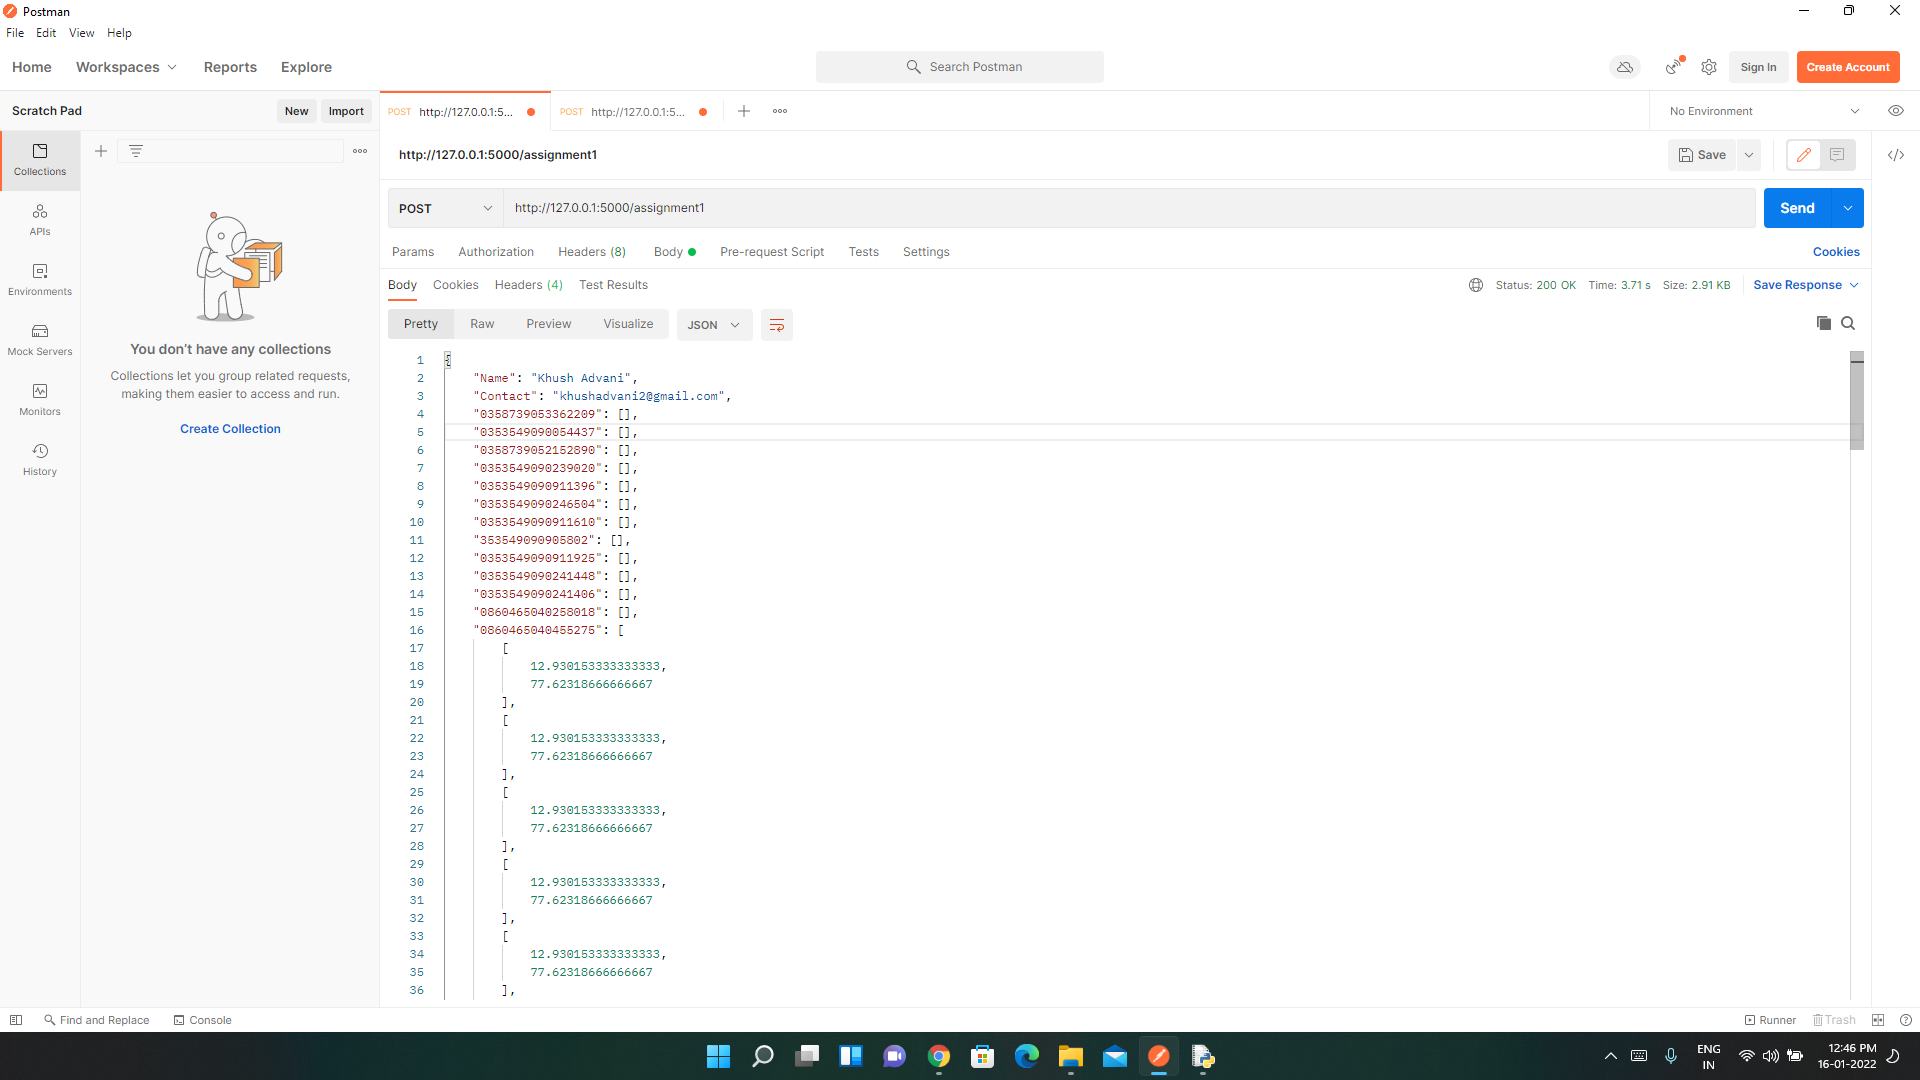 Postman
File Edit View Help
Home Workspaces Reports Explore
Search Postman
Sign In
Create Account
Scratch Pad
New Import
POST http://127.0.0.1:5...
POST http://127.0.0.1:5...
No Environment
http://127.0.0.1:5000/assignment1
Save
POST http://127.0.0.1:5000/assignment1
Send
Params Authorization Headers (8) Body Pre-request Script Tests Settings
Cookies
Body Cookies Headers (4) Test Results
Status: 200 OK Time: 3.71 s Size: 2.91 KB Save Response
Pretty Raw Preview Visualize JSON
Collections
APIs
Environments
Mock Servers
Monitors
History
You don't have any collections
Collections let you group related requests,
making them easier to access and run.
Create Collection
1 {
2 "Name": "Khush Advani",
3 "Contact": "khushadvani2@gmail.com",
4 "0358739053362209": [],
5 "0353549090054437": [],
6 "0358739052152890": [],
7 "0353549090239020": [],
8 "0353549090911396": [],
9 "0353549090246504": [],
10 "0353549090911610": [],
11 "353549090905802": [],
12 "0353549090911925": [],
13 "0353549090241448": [],
14 "0353549090241406": [],
15 "0860465040258018": [],
16 "0860465040455275": [
17 [
18 12.930153333333333,
19 77.62318666666667
20 ],
21 [
22 12.930153333333333,
23 77.62318666666667
24 ],
25 [
26 12.930153333333333,
27 77.62318666666667
28 ],
29 [
30 12.930153333333333,
31 77.62318666666667
32 ],
33 [
34 12.930153333333333,
35 77.62318666666667
36 ],
Find and Replace Console
Runner Trash
ENG
IN
12:46 PM
16-01-2022